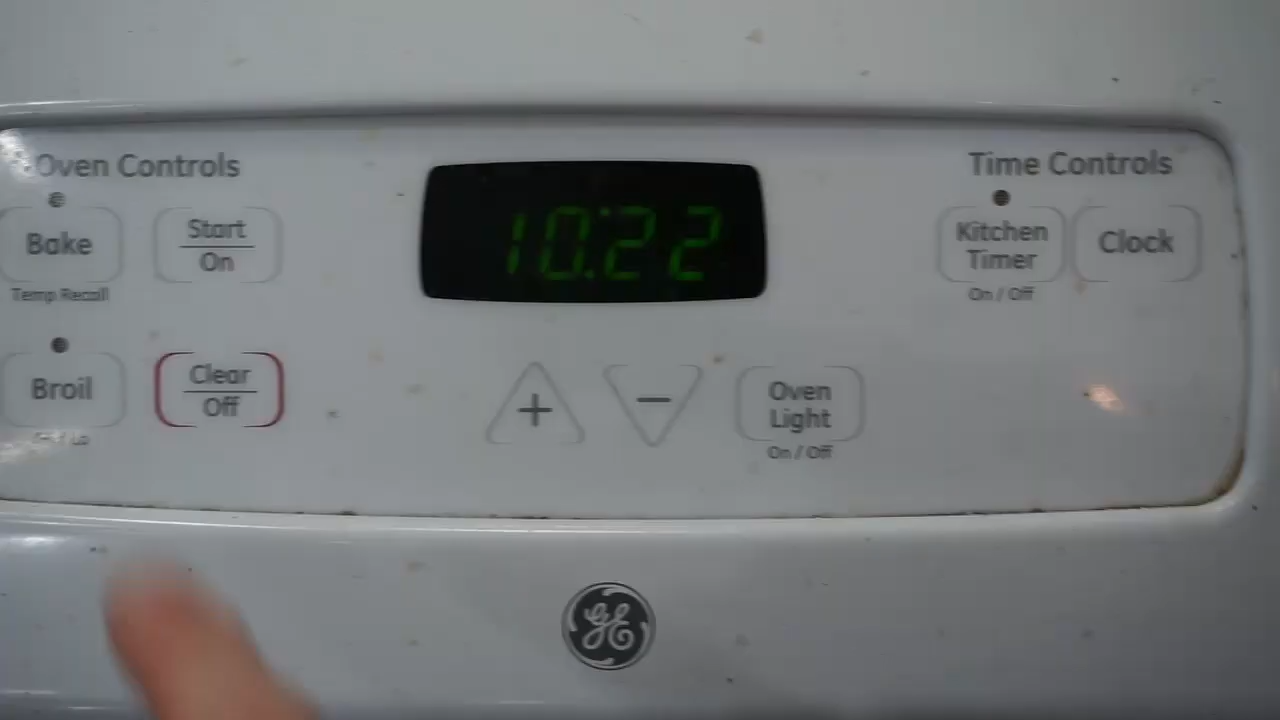 Oven Controls
Bake
Temp Recall
Start
On
Broil
Clear
Off
10:22
+
−
Oven
Light
On / Off
Time Controls
Kitchen
Timer
On / Off
Clock
GE